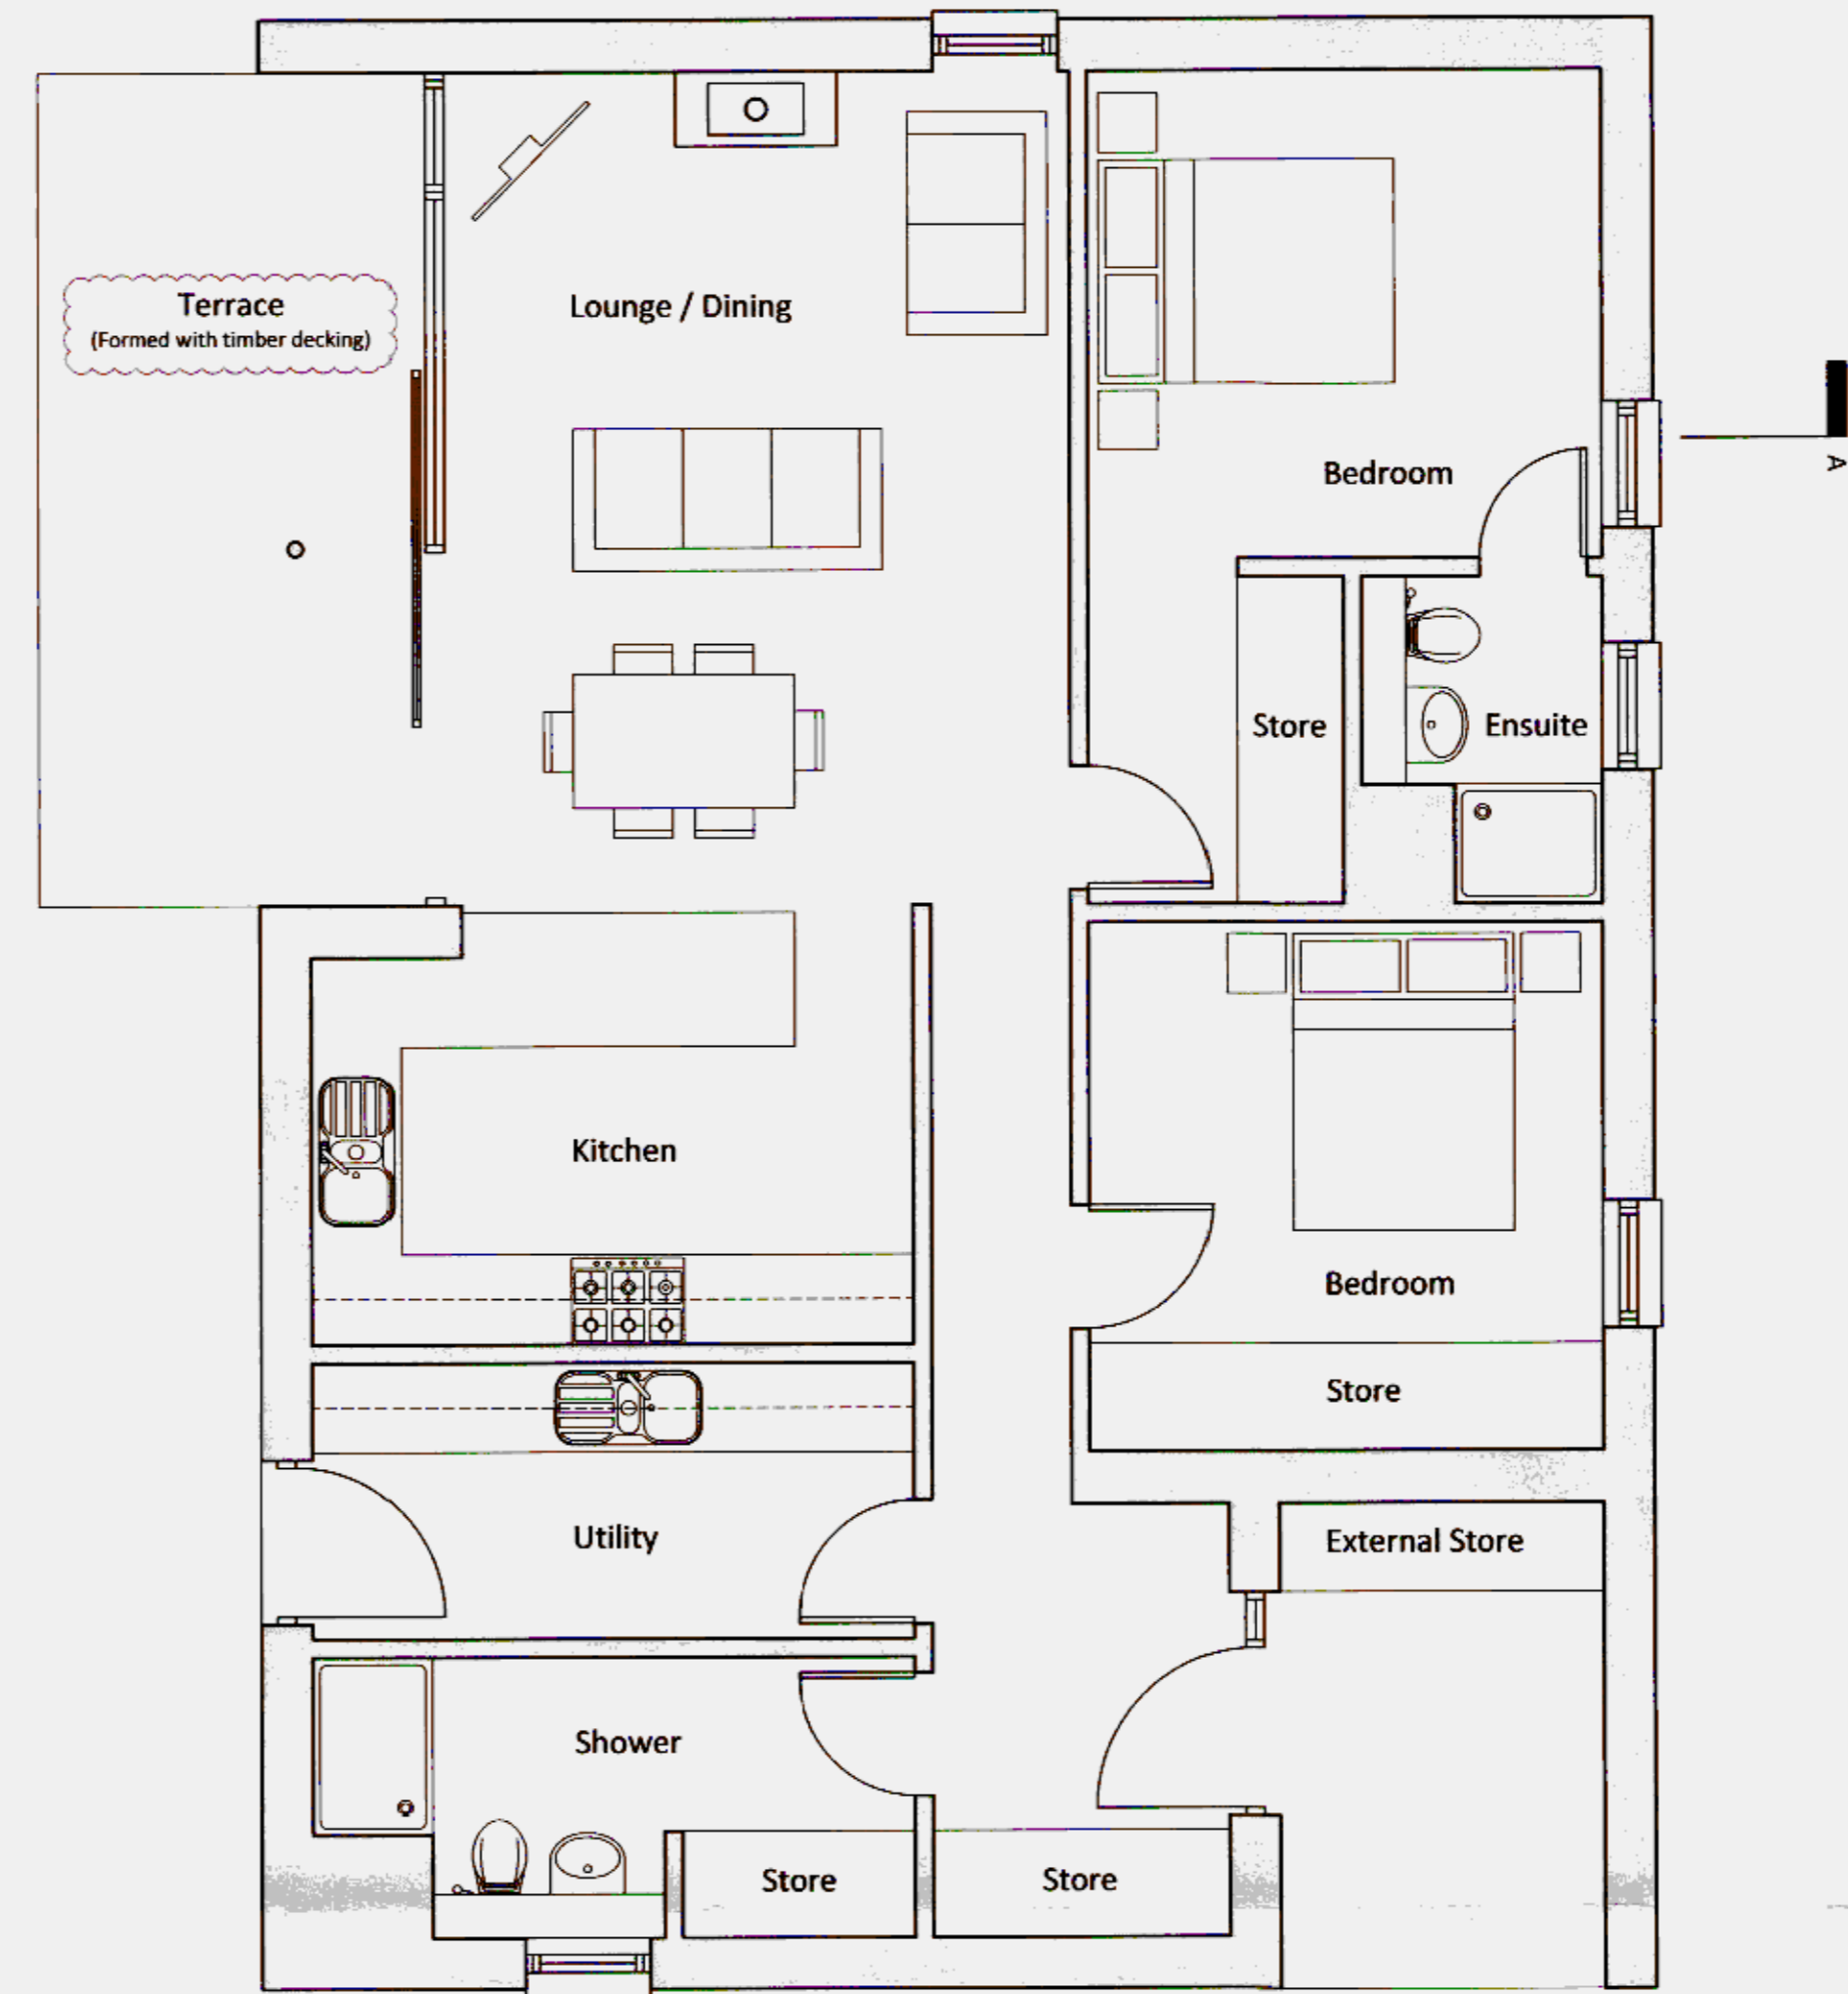 Terrace
(Formed with timber decking)
Lounge / Dining
Bedroom
A
Store
Ensuite
Kitchen
Bedroom
Store
Utility
External Store
Shower
Store
Store